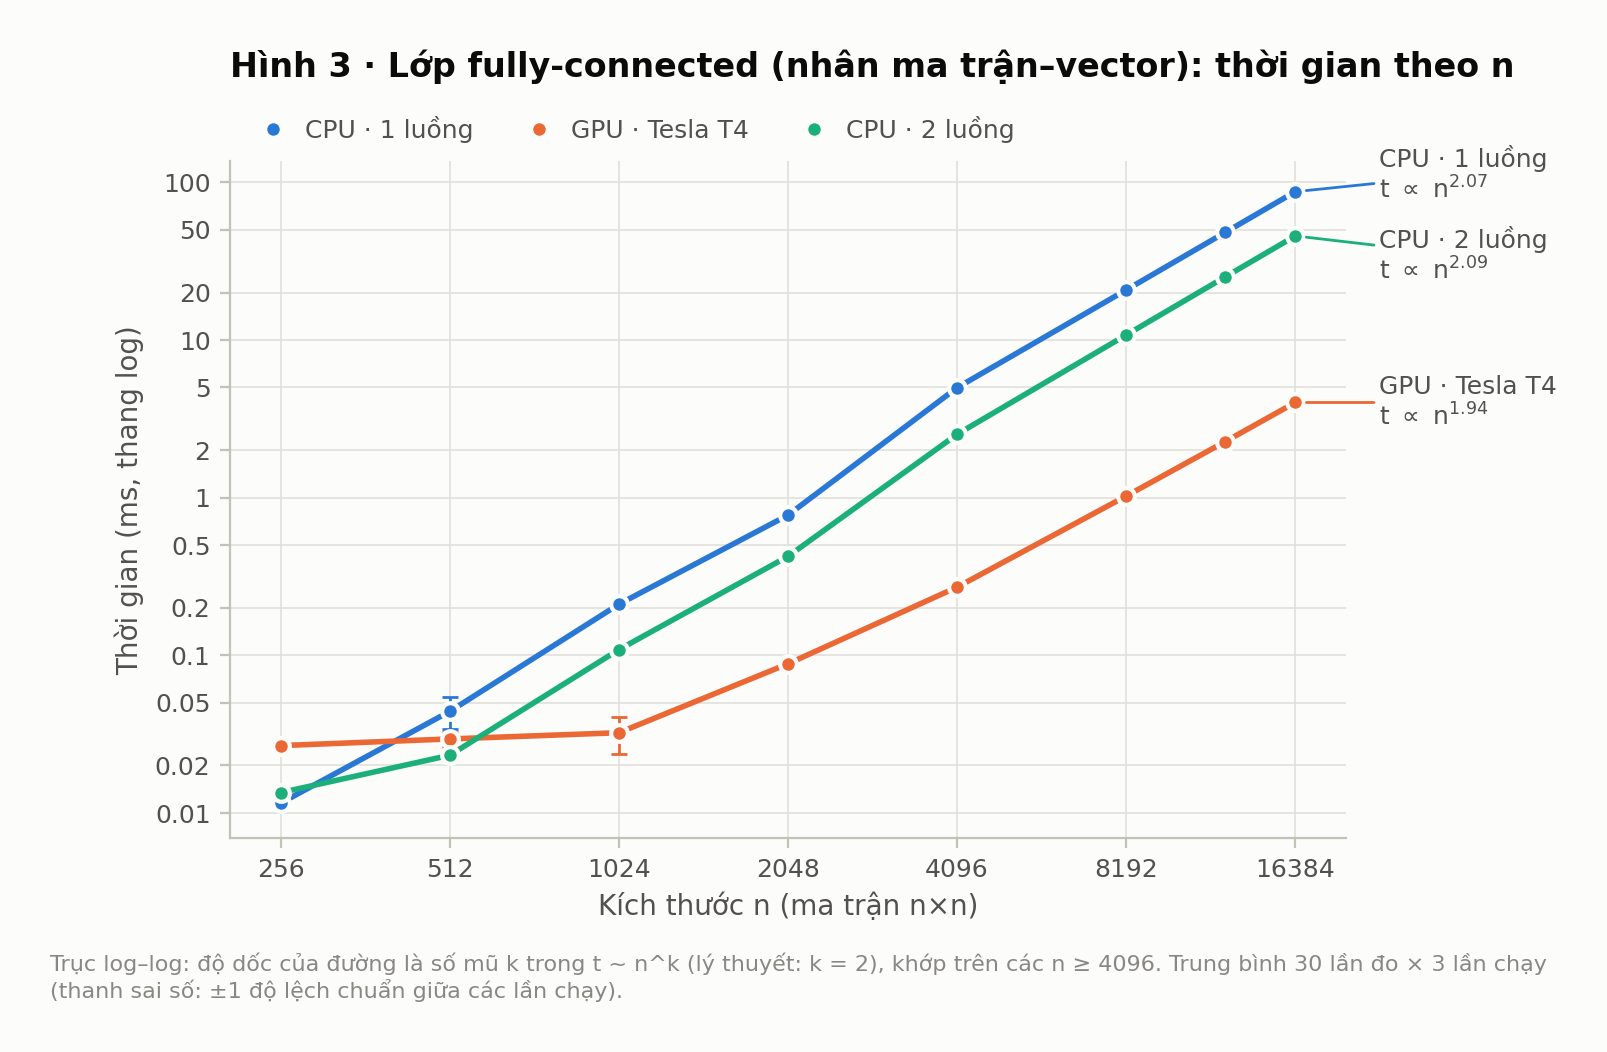 Hình 3 · Lớp fully-connected (nhân ma trận–vector): thời gian theo n
CPU · 1 luồng
GPU · Tesla T4
CPU · 2 luồng
CPU · 1 luồng
t ∝ n^2.07
CPU · 2 luồng
t ∝ n^2.09
GPU · Tesla T4
t ∝ n^1.94
Thời gian (ms, thang log)
100
50
20
10
5
2
1
0.5
0.2
0.1
0.05
0.02
0.01
256 512 1024 2048 4096 8192 16384
Kích thước n (ma trận n×n)
Trục log–log: độ dốc của đường là số mũ k trong t ~ n^k (lý thuyết: k = 2), khớp trên các n ≥ 4096. Trung bình 30 lần đo × 3 lần chạy
(thanh sai số: ±1 độ lệch chuẩn giữa các lần chạy).